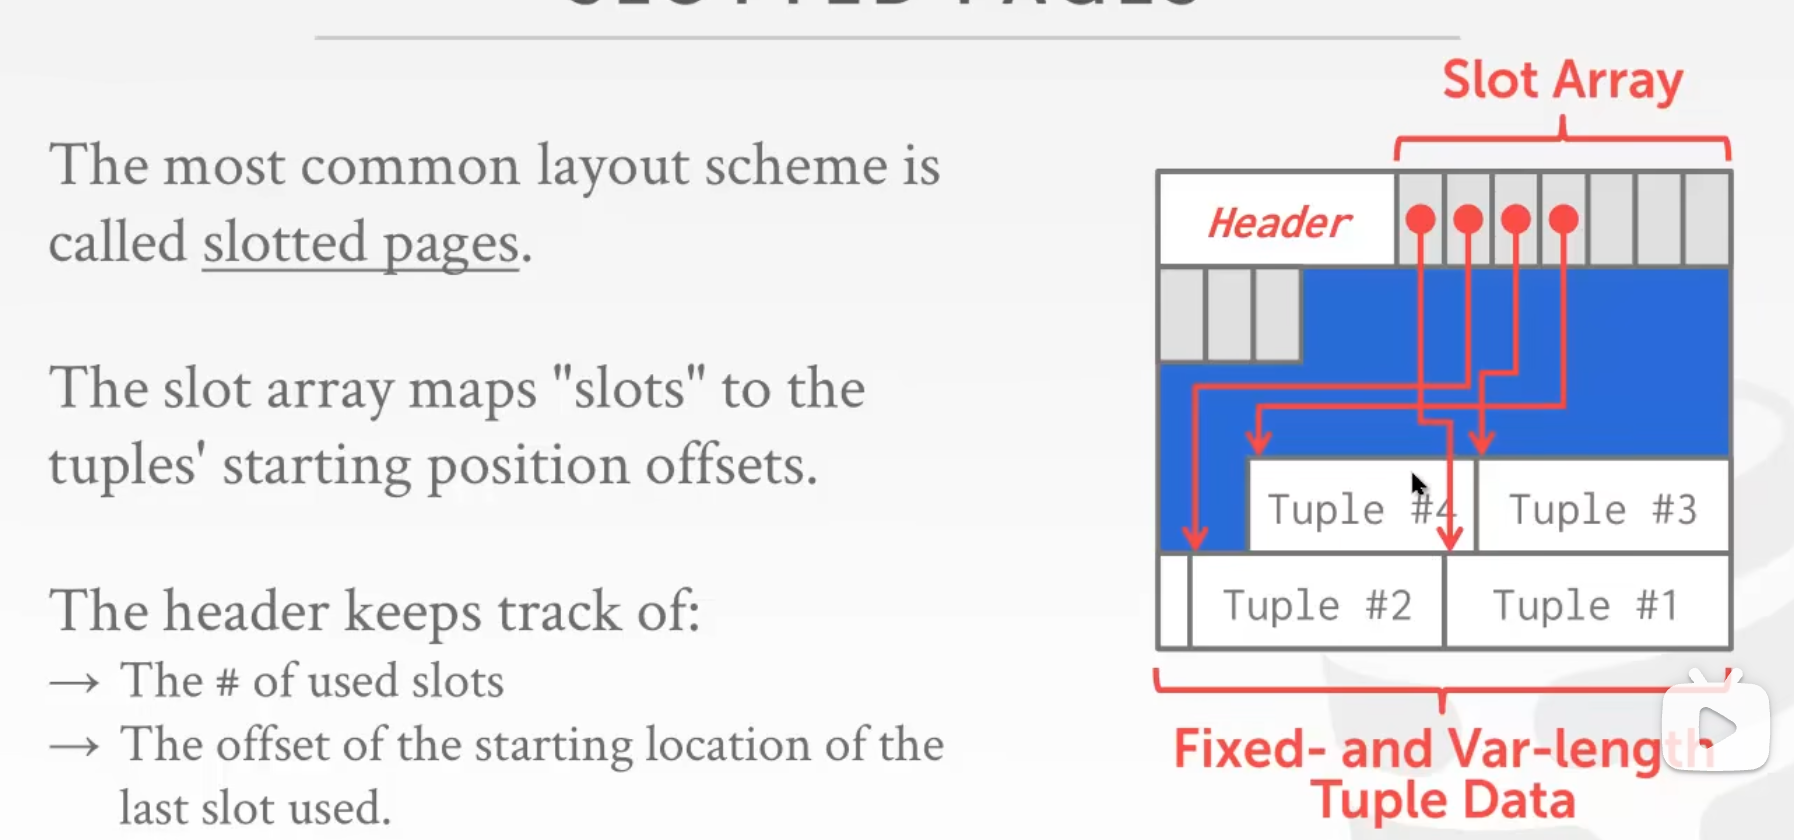 SLOTTED PAGES
The most common layout scheme is
called slotted pages.
The slot array maps "slots" to the
tuples' starting position offsets.
The header keeps track of:
→ The # of used slots
→ The offset of the starting location of the
last slot used.
Slot Array
Header
Tuple #4
Tuple #3
Tuple #2
Tuple #1
Fixed- and Var-length
Tuple Data